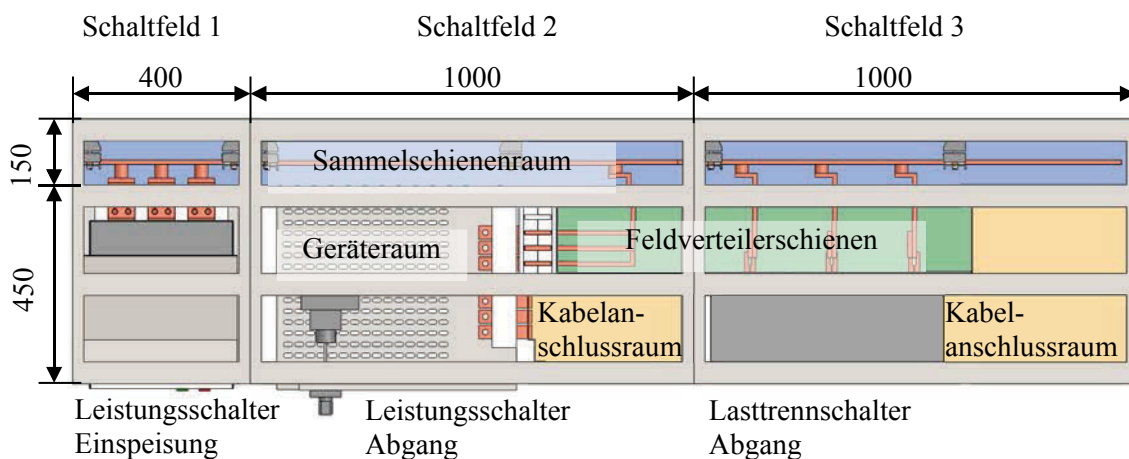 Schaltfeld 1
Schaltfeld 2
Schaltfeld 3
400
1000
1000
150
Sammelschienenraum
450
Geräteraum
Feldverteilerschienen
Kabelan-
schlussraum
Kabel-
anschlussraum
Leistungsschalter
Einspeisung
Leistungsschalter
Abgang
Lasttrennschalter
Abgang